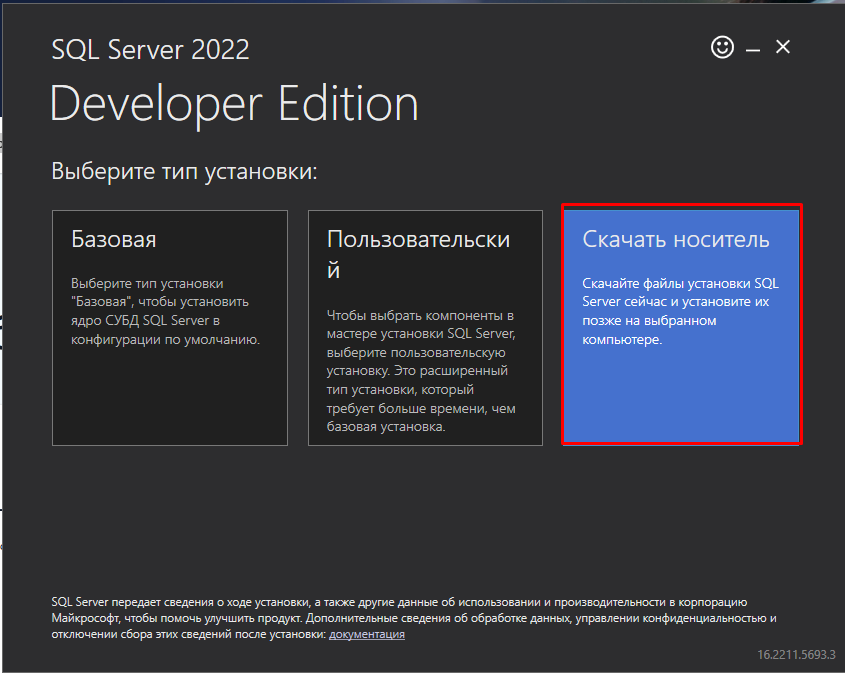 SQL Server 2022
Developer Edition
Выберите тип установки:
Базовая
Выберите тип установки
"Базовая", чтобы установить
ядро СУБД SQL Server в
конфигурации по умолчанию.
Пользовательски
й
Чтобы выбрать компоненты в
мастере установки SQL Server,
выберите пользовательскую
установку. Это расширенный
тип установки, который
требует больше времени, чем
базовая установка.
Скачать носитель
Скачайте файлы установки SQL
Server сейчас и установите их
позже на выбранном
компьютере.
SQL Server передает сведения о ходе установки, а также другие данные об использовании и производительности в корпорацию
Майкрософт, чтобы помочь улучшить продукт. Дополнительные сведения об обработке данных, управлении конфиденциальностью и
отключении сбора этих сведений после установки: документация
16.2211.5693.3